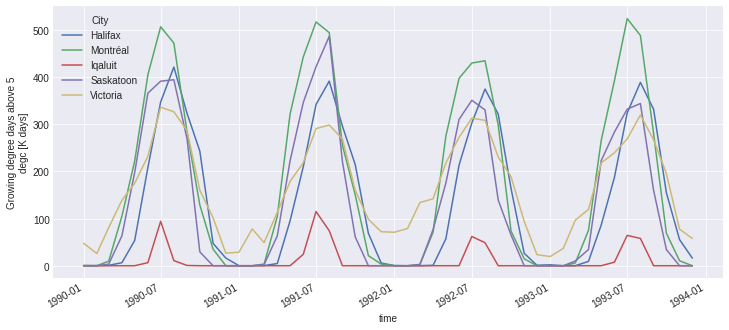 City
Halifax
Montréal
Iqaluit
Saskatoon
Victoria
500
400
300
200
100
0
Growing degree days above 5
degc [K days]
1990-01
1990-07
1991-01
1991-07
1992-01
1992-07
1993-01
1993-07
1994-01
time